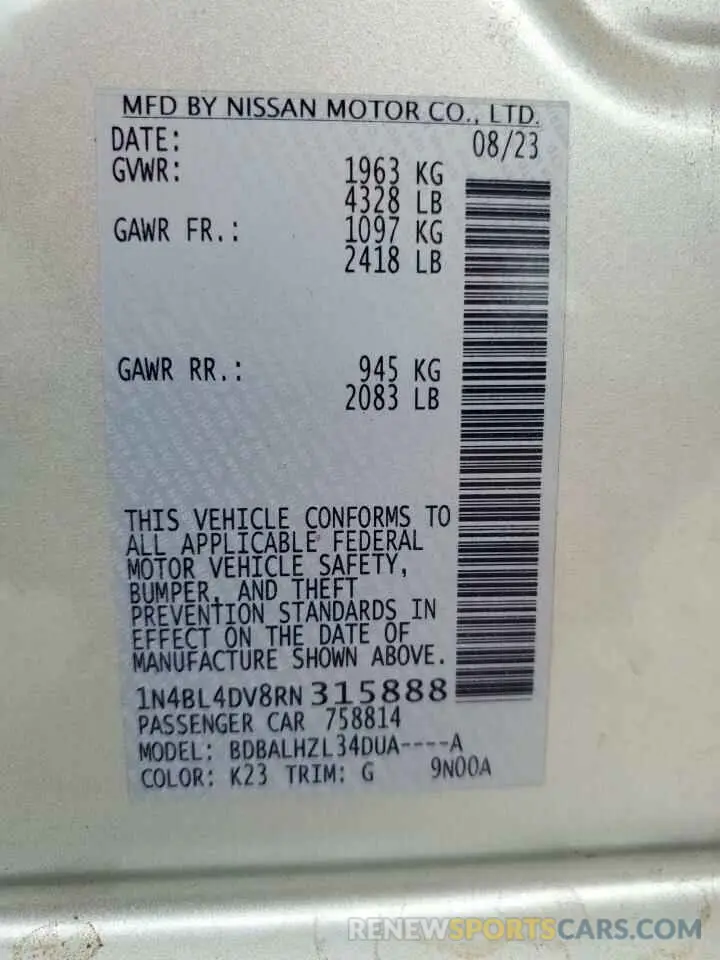 MFD BY NISSAN MOTOR CO., LTD.
DATE: 08/23
GVWR: 1963 KG
4328 LB
GAWR FR.: 1097 KG
2418 LB
GAWR RR.: 945 KG
2083 LB
THIS VEHICLE CONFORMS TO
ALL APPLICABLE FEDERAL
MOTOR VEHICLE SAFETY,
BUMPER, AND THEFT
PREVENTION STANDARDS IN
EFFECT ON THE DATE OF
MANUFACTURE SHOWN ABOVE.
1N4BL4DV8RN 315888
PASSENGER CAR 758814
MODEL: BDBALHZL34DUA----A
COLOR: K23 TRIM: G 9N00A
RENEWSPORTSCARS.COM